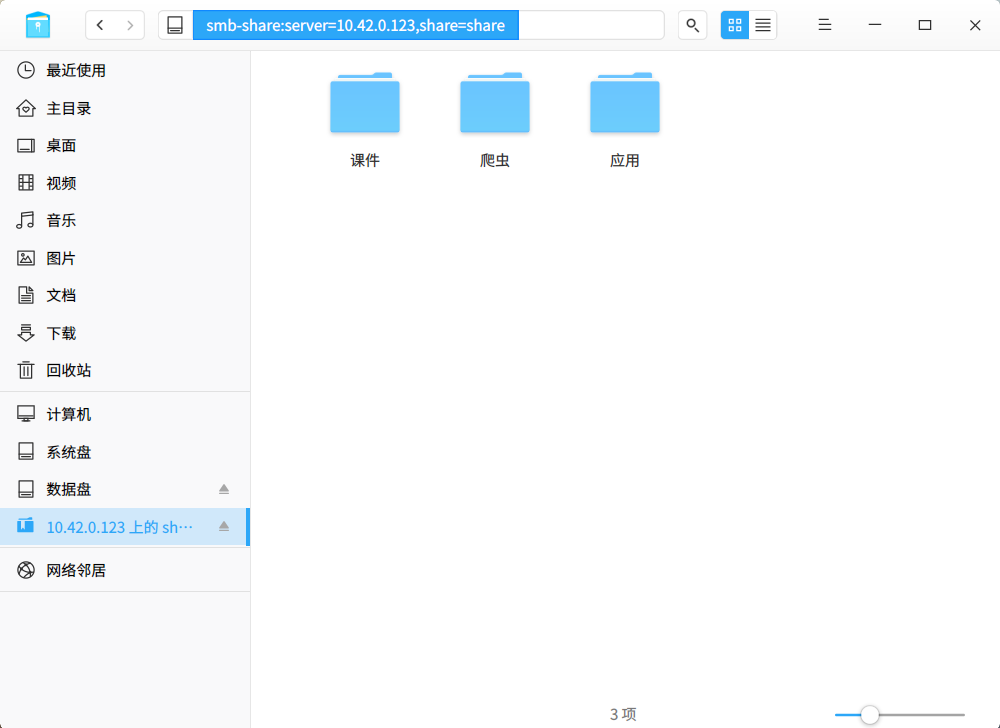 smb-share:server=10.42.0.123,share=share
最近使用
主目录
桌面
视频
音乐
图片
文档
下载
回收站
计算机
系统盘
数据盘
10.42.0.123 上的 sh···
网络邻居
课件
爬虫
应用
3 项